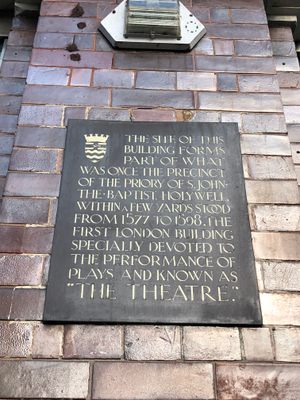 THE SITE OF THIS
BUILDING FORMS
PART OF WHAT
WAS ONCE THE PRECINCT
OF THE PRIORY OF S. JOHN-
THE-BAPTIST, HOLYWELL.
WITHIN A FEW YARDS STOOD
FROM 1577 TO 1598, THE
FIRST LONDON BUILDING
SPECIALLY DEVOTED TO
THE PERFORMANCE OF
PLAYS AND KNOWN AS
"THE THEATRE."